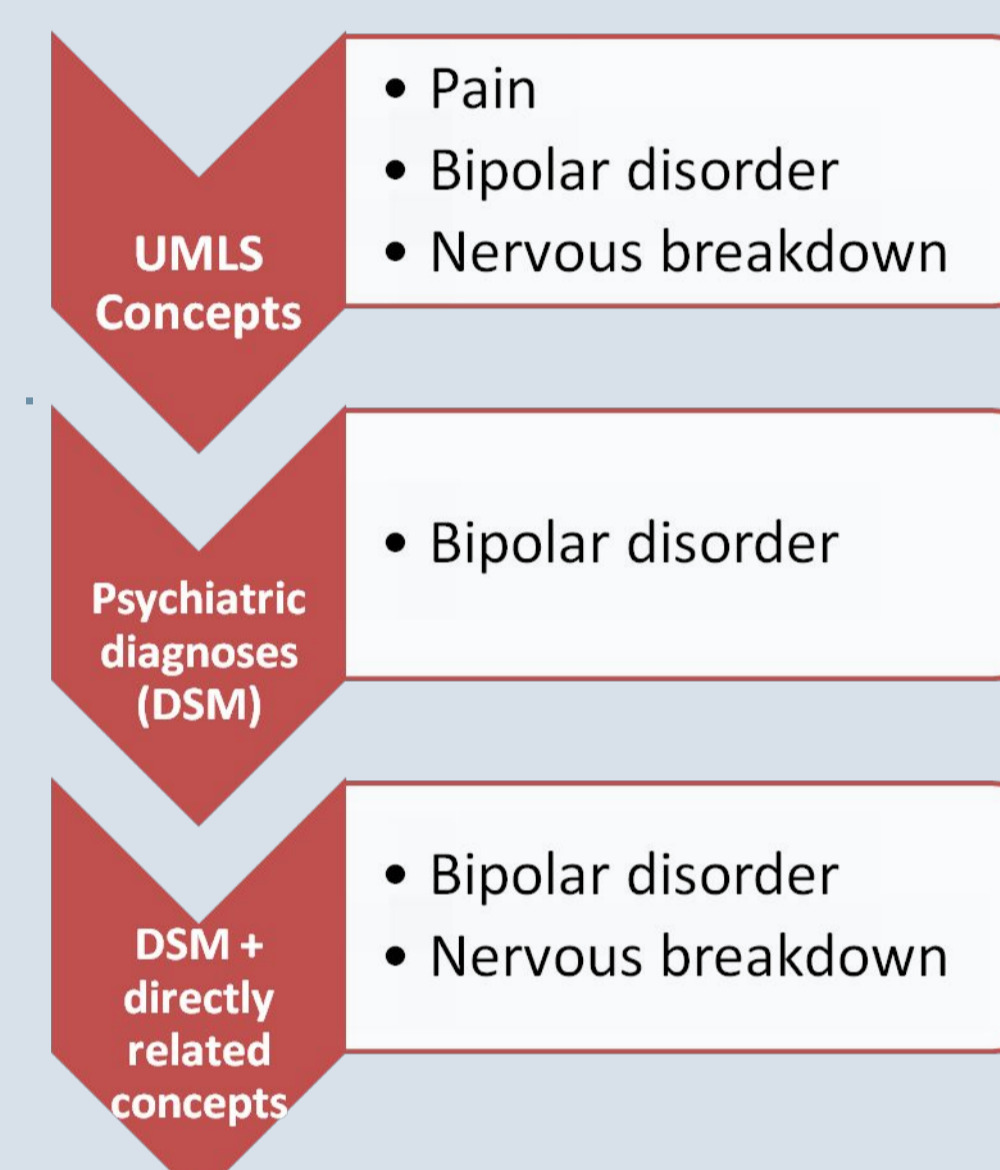 UMLS
Concepts
• Pain
• Bipolar disorder
• Nervous breakdown
Psychiatric
diagnoses
(DSM)
• Bipolar disorder
DSM +
directly
related
concepts
• Bipolar disorder
• Nervous breakdown